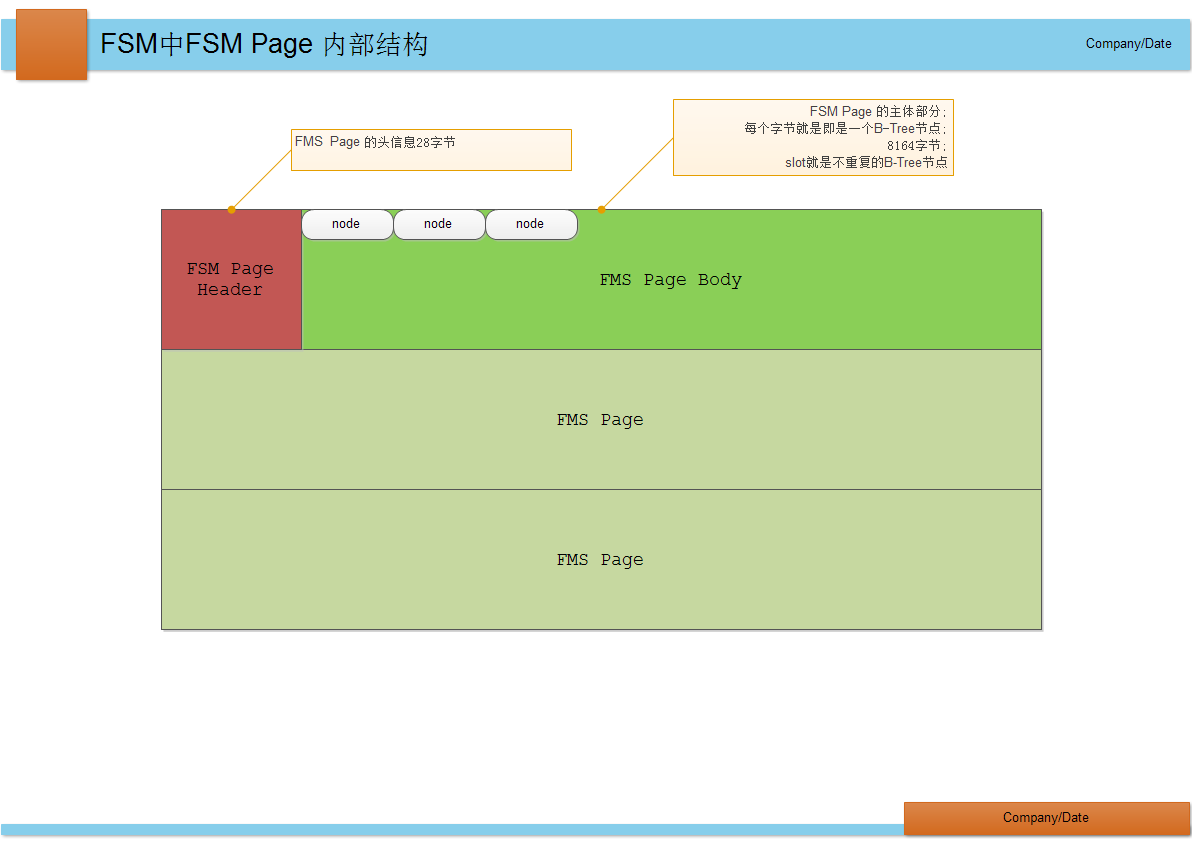 FSM中FSM Page 内部结构
Company/Date
FSM Page 的主体部分;
每个字节就是即是一个B-Tree节点;
8164字节;
slot就是不重复的B-Tree节点
FMS Page 的头信息28字节
node node node
FSM Page
Header
FMS Page Body
FMS Page
FMS Page
Company/Date